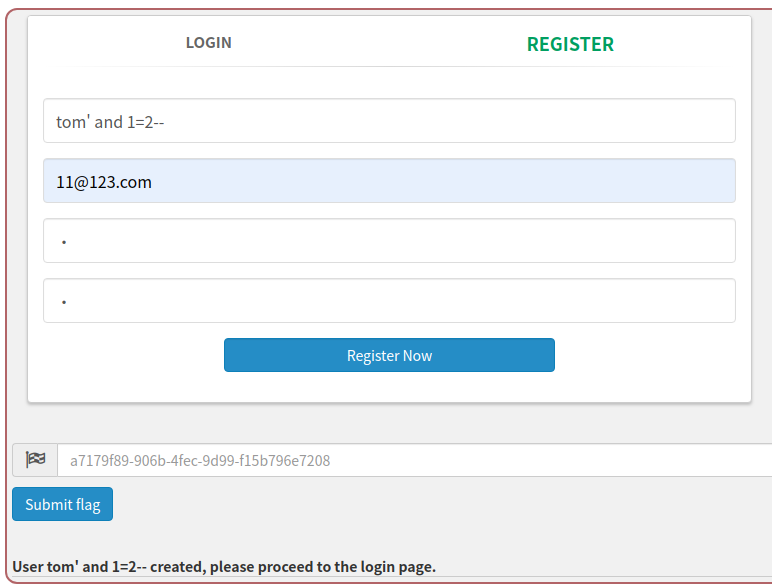 LOGIN
REGISTER
tom' and 1=2--
11@123.com
Register Now
a7179f89-906b-4fec-9d99-f15b796e7208
Submit flag
User tom' and 1=2-- created, please proceed to the login page.